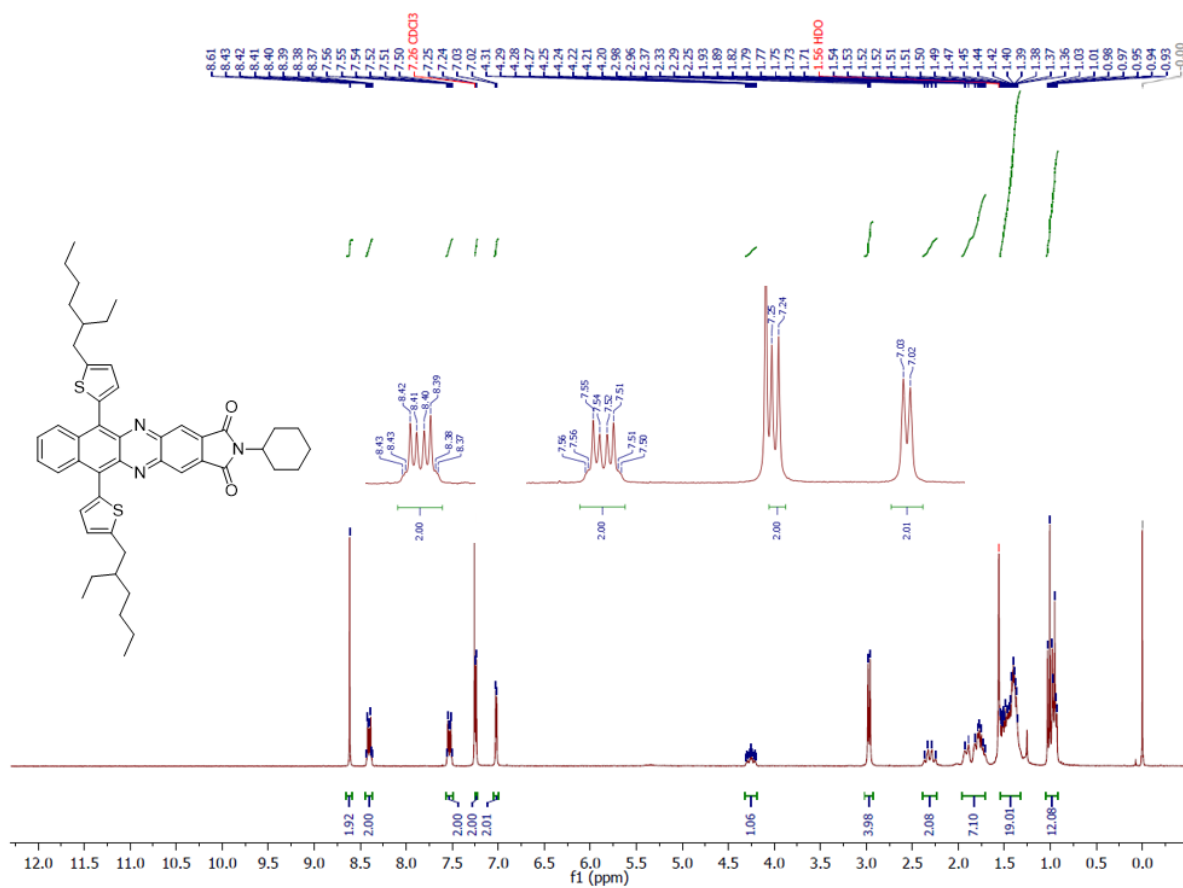 8.61 8.43 8.42 8.41 8.40 8.39 8.38 8.37 7.56 7.55 7.54 7.52 7.51 7.50 7.26 CDCl3 7.25 7.24 7.03 7.02 4.31 4.29 4.28 4.27 4.25 4.24 4.22 4.21 4.20 2.98 2.96 2.37 2.33 2.29 2.25 1.93 1.89 1.82 1.79 1.77 1.75 1.73 1.71 1.56 HDO 1.54 1.53 1.52 1.52 1.51 1.51 1.50 1.49 1.47 1.45 1.44 1.42 1.40 1.39 1.38 1.37 1.36 1.03 1.01 1.01 0.98 0.97 0.95 0.94 0.93 -0.00
8.43 8.43 8.42 8.41 8.40 8.39 8.38 8.37
7.56 7.56 7.55 7.54 7.52 7.51 7.51 7.50
7.25 7.24
7.03 7.02
2.00 2.00 2.00 2.01
S
N
O
N
N
O
S
1.92 2.00 2.00 2.00 2.01 1.06 3.98 2.08 7.10 19.01 12.08
12.0 11.5 11.0 10.5 10.0 9.5 9.0 8.5 8.0 7.5 7.0 6.5 6.0 5.5 5.0 4.5 4.0 3.5 3.0 2.5 2.0 1.5 1.0 0.5 0.0
f1 (ppm)